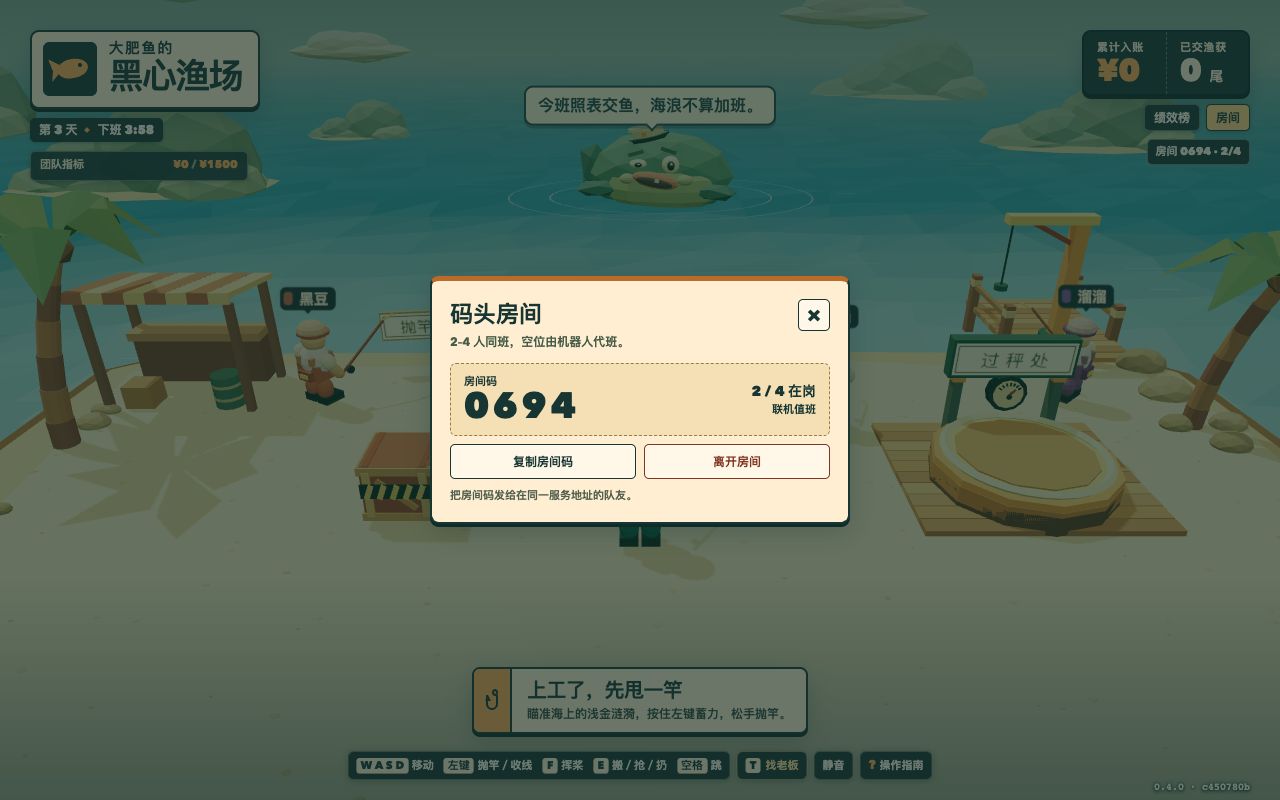 大肥鱼的
黑心渔场
第 3 天 • 下班 3:58
团队指标 ¥0 / ¥1500
今班照表交鱼，海浪不算加班。
累计入账 已交渔获
¥0 0 尾
绩效榜 房间
房间 0694 · 2/4
黑豆
抛竿
溜溜
过秤处
码头房间
2-4 人同班，空位由机器人代班。
房间码
0694
2 / 4 在岗
联机值班
复制房间码 离开房间
把房间码发给在同一服务地址的队友。
上工了，先甩一竿
瞄准海上的浅金涟漪，按住左键蓄力，松手抛竿。
WASD 移动 左键 抛竿 / 收线 F 挥桨 E 搬 / 抢 / 扔 空格 跳 T 找老板 静音 ? 操作指南
0.4.0 · c450780b